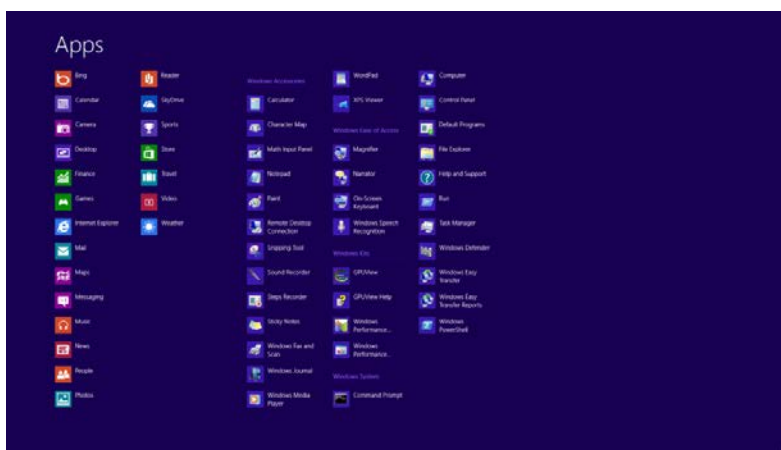 Apps
Bing
Calendar
Camera
Desktop
Finance
Games
Internet Explorer
Mail
Maps
Messaging
Music
News
People
Photos
Reader
SkyDrive
Sports
Store
Travel
Video
Weather
Windows Accessories
Calculator
Character Map
Math Input Panel
Notepad
Paint
Remote Desktop
Connection
Snipping Tool
Sound Recorder
Steps Recorder
Sticky Notes
Windows Fax and
Scan
Windows Journal
Windows Media
Player
WordPad
XPS Viewer
Windows Ease of Access
Magnifier
Narrator
On-Screen
Keyboard
Windows Speech
Recognition
Windows Kits
GPUView
GPUView Help
Windows
Performance...
Windows
Performance...
Windows System
Command Prompt
Computer
Control Panel
Default Programs
File Explorer
Help and Support
Run
Task Manager
Windows Defender
Windows Easy
Transfer
Windows Easy
Transfer Reports
Windows
PowerShell